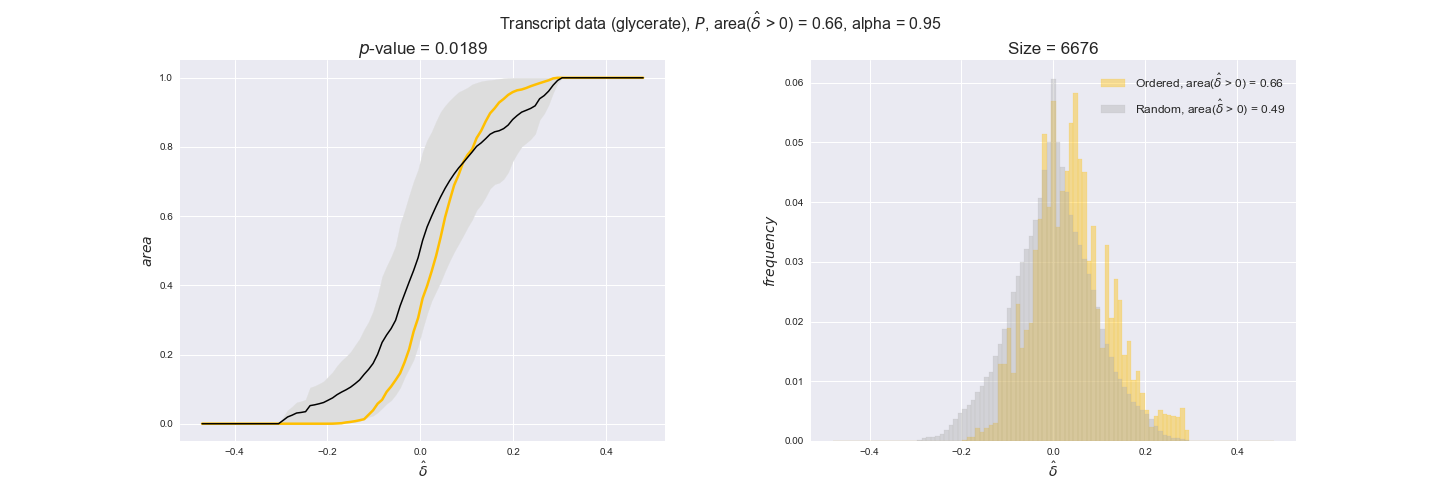 Transcript data (glycerate), P, area(δ̂ > 0) = 0.66, alpha = 0.95
p-value = 0.0189
1.0
0.8
0.6
0.4
0.2
0.0
area
−0.4 −0.2 0.0 0.2 0.4
δ̂
Size = 6676
Ordered, area(δ̂ > 0) = 0.66
Random, area(δ̂ > 0) = 0.49
0.06
0.05
0.04
0.03
0.02
0.01
0.00
frequency
−0.4 −0.2 0.0 0.2 0.4
δ̂